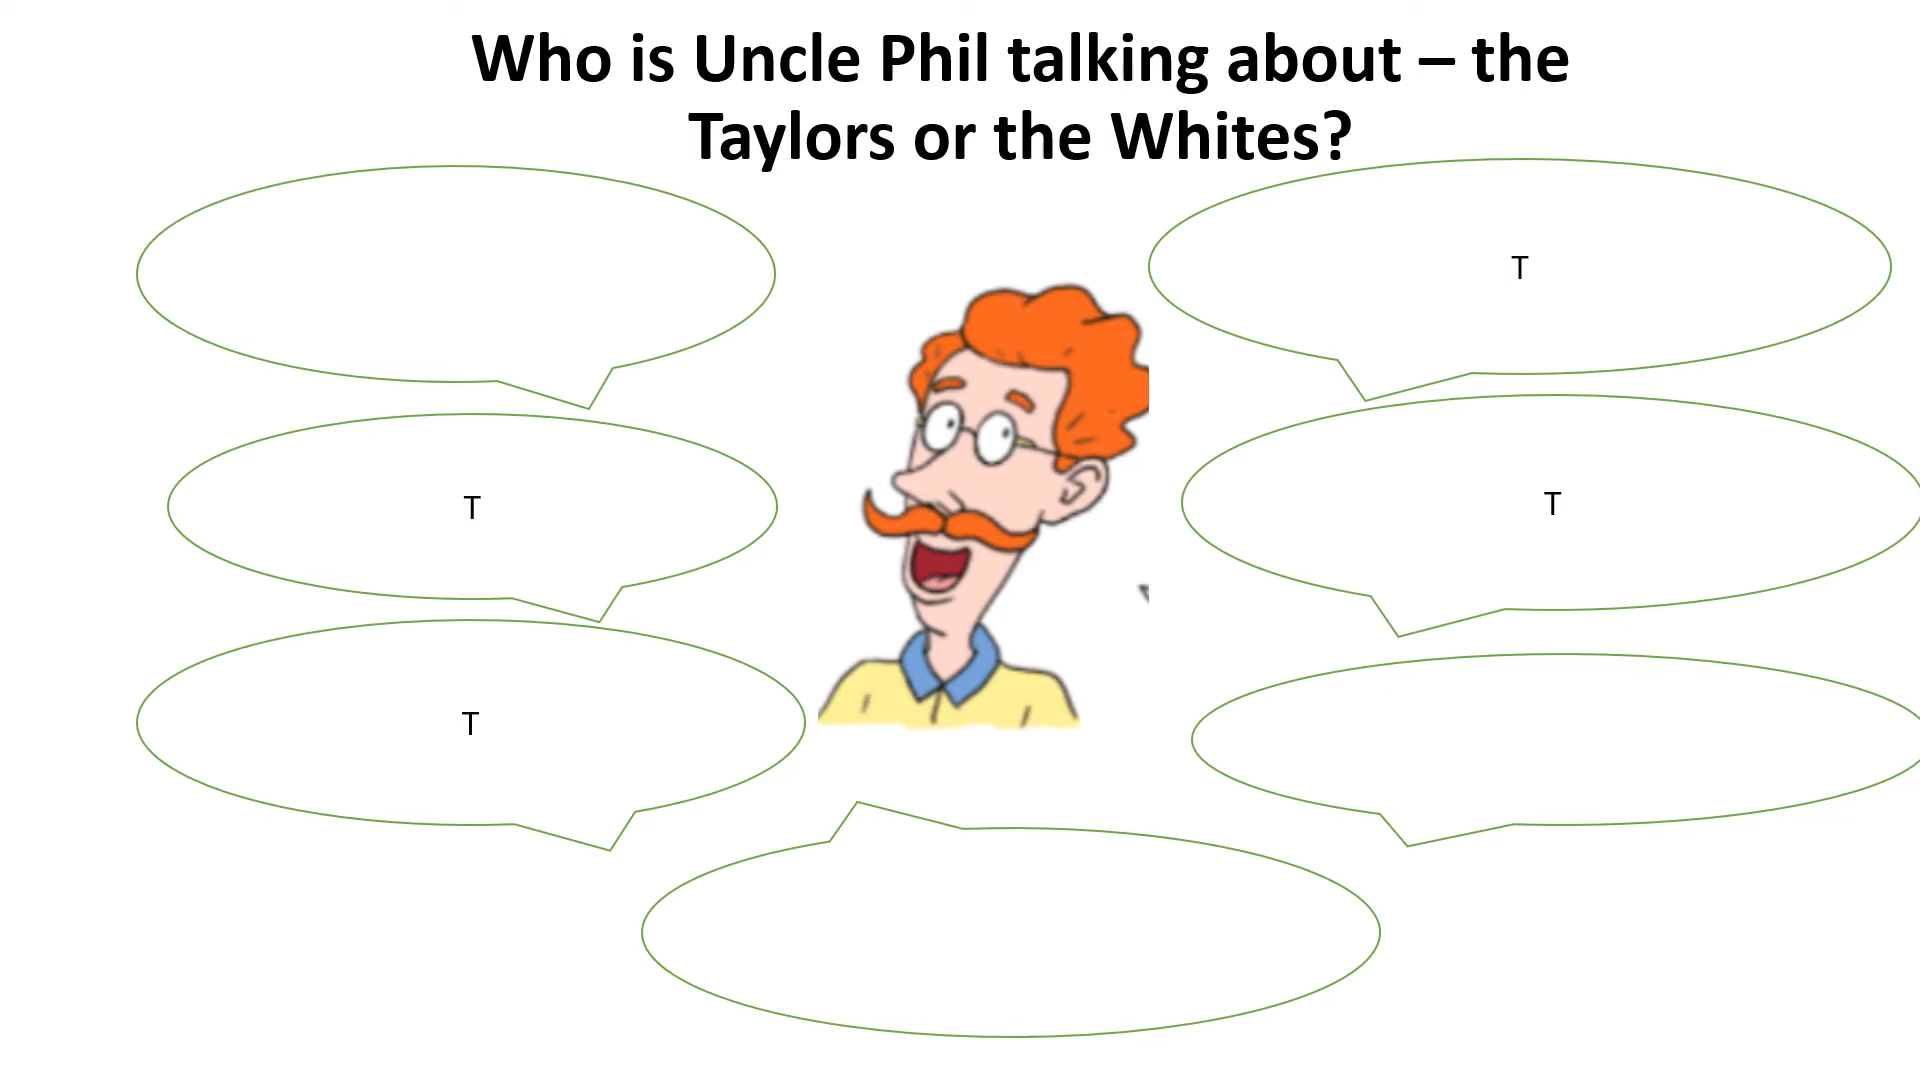 Who is Uncle Phil talking about – the
Taylors or the Whites?
T
T
T
T